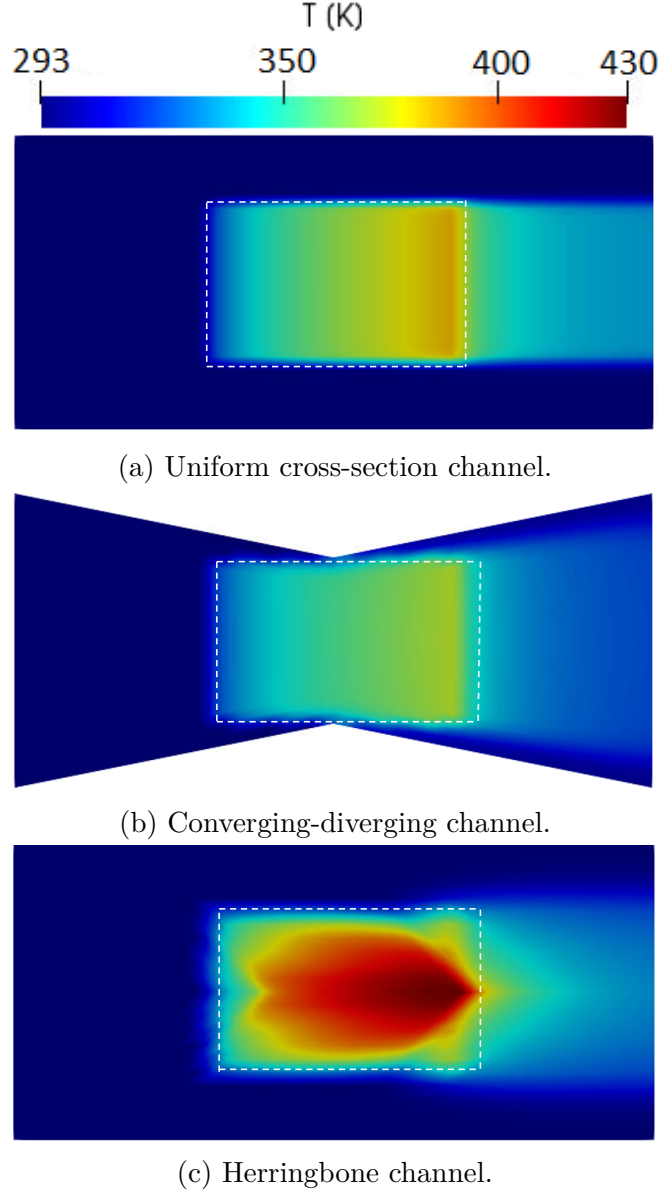 T (K)
293 350 400 430
(a) Uniform cross-section channel.
(b) Converging-diverging channel.
(c) Herringbone channel.